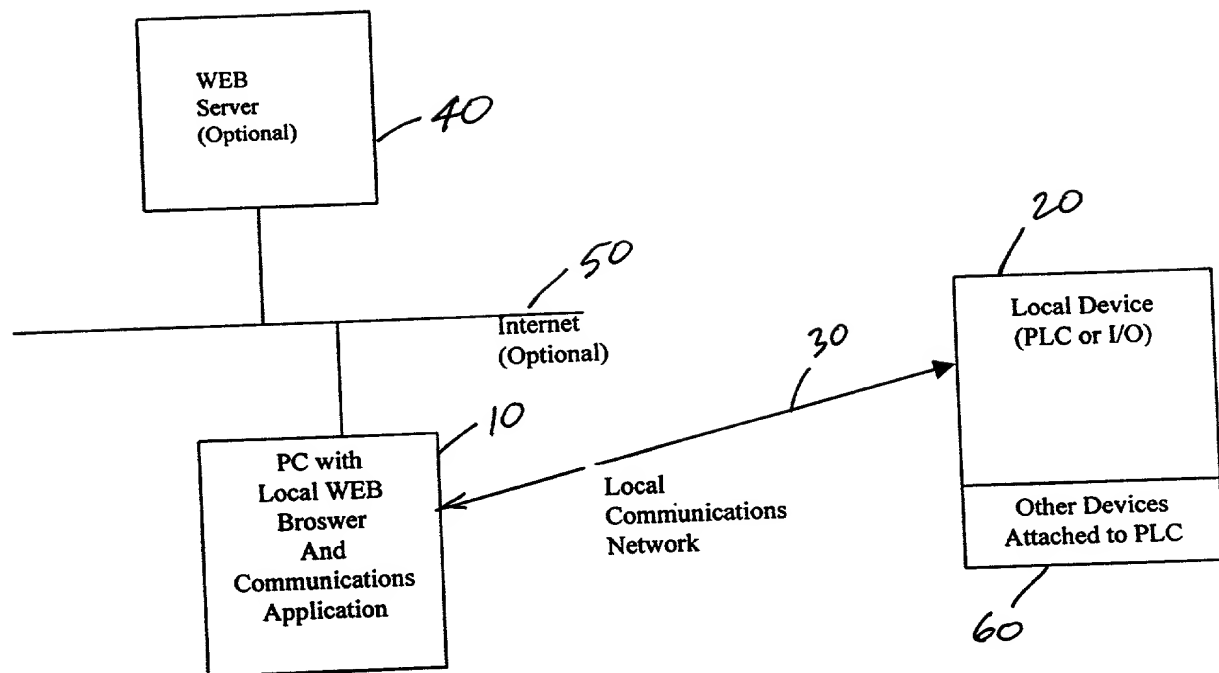 WEB
Server
(Optional)
40
50
Internet
(Optional)
20
Local Device
(PLC or I/O)
30
10
PC with
Local WEB
Broswer
And
Communications
Application
Local
Communications
Network
Other Devices
Attached to PLC
60